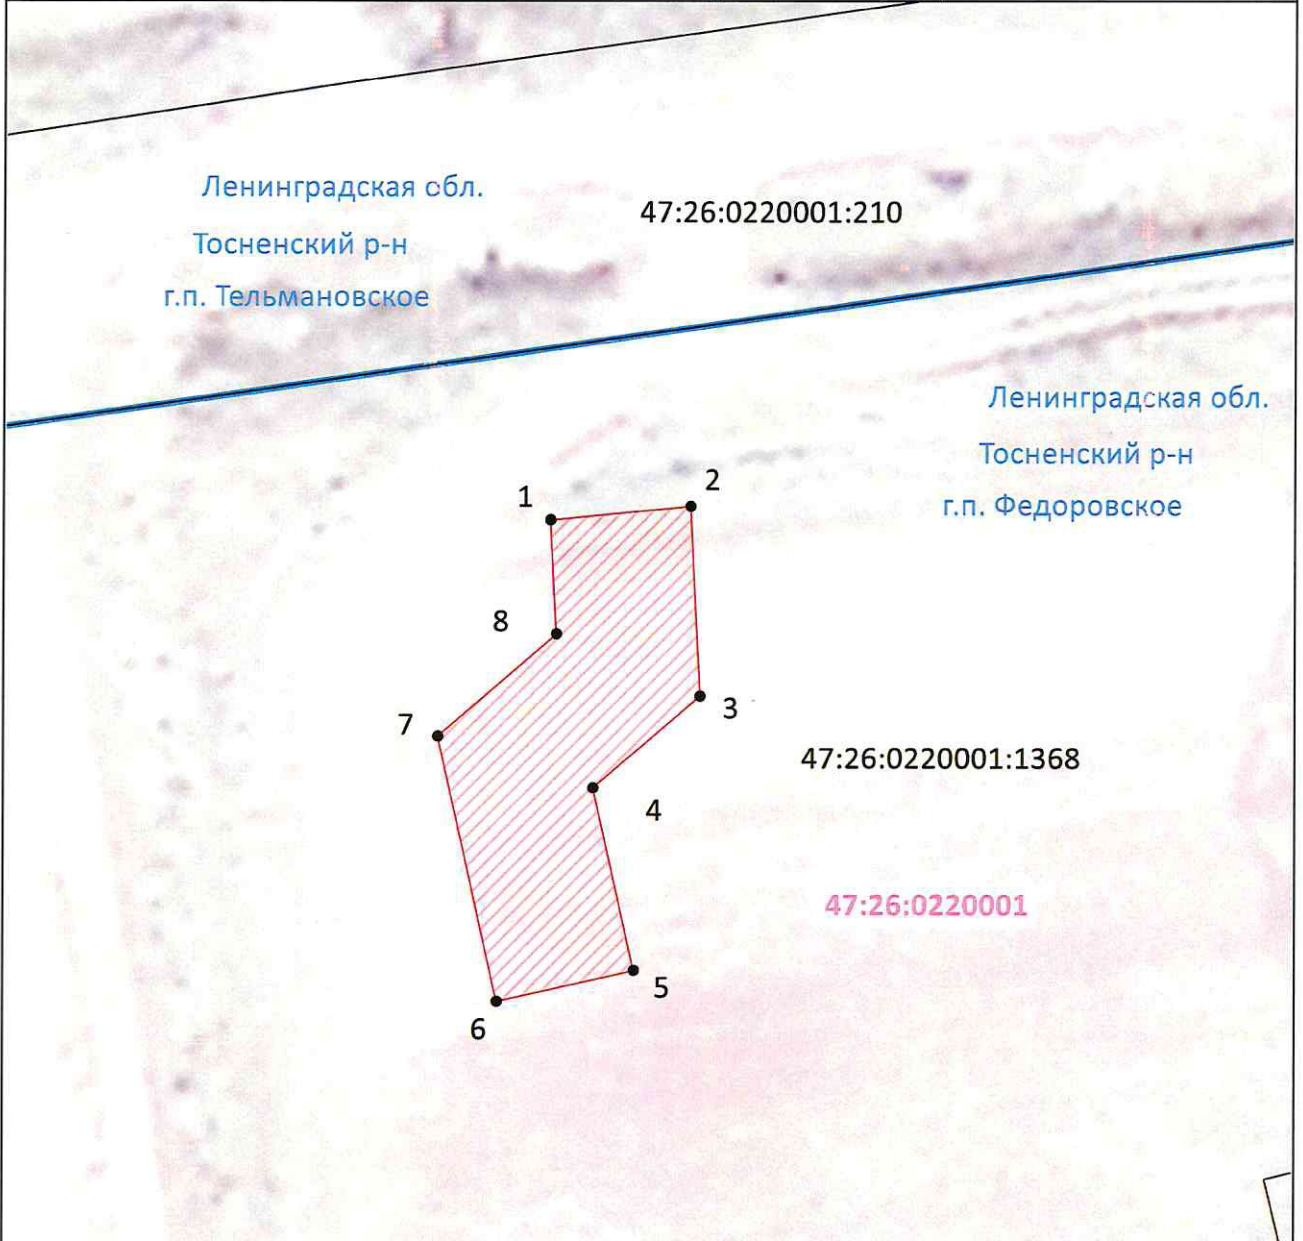 Ленинградская обл.
47:26:0220001:210
Тосненский р-н
г.п. Тельмановское
Ленинградская обл.
Тосненский р-н
г.п. Федоровское
1
2
8
3
7
47:26:0220001:1368
4
47:26:0220001
5
6